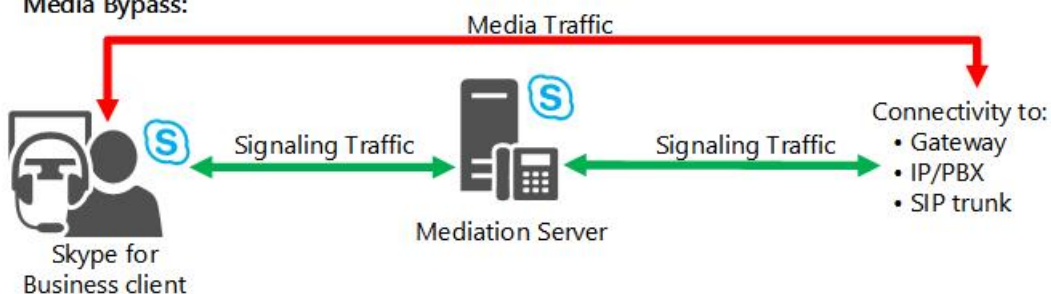 Media Bypass:
Media Traffic
S
S
Signaling Traffic
Signaling Traffic
Connectivity to:
• Gateway
• IP/PBX
• SIP trunk
Mediation Server
Skype for
Business client